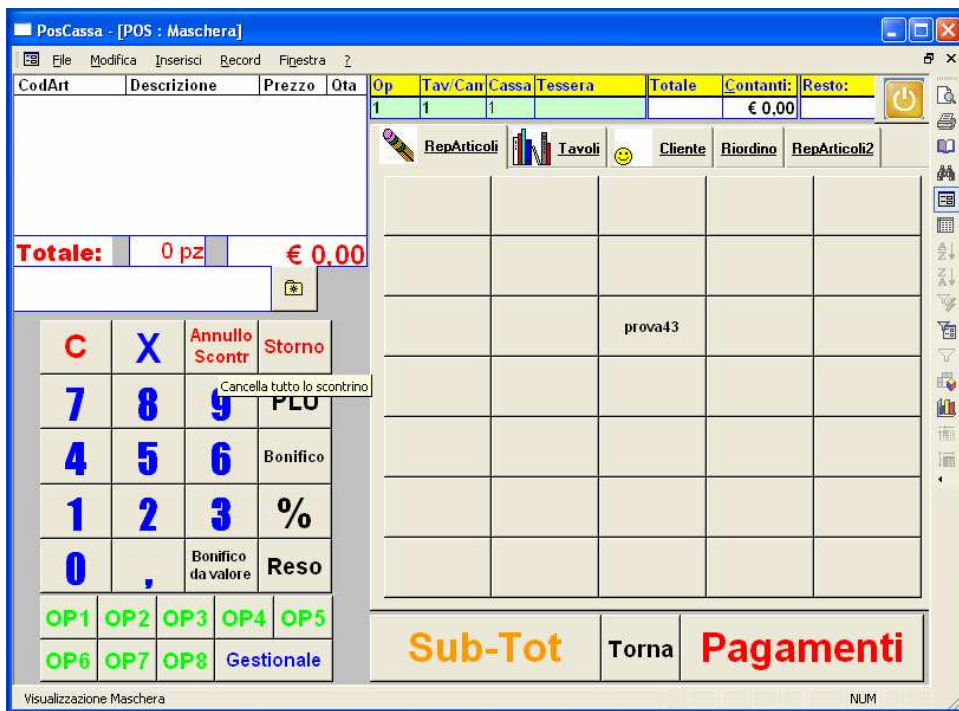 PosCassa - [POS : Maschera]
File Modifica Inserisci Record Finestra ?
CodArt Descrizione Prezzo Qta Op Tav/Cam Cassa Tessera Totale Contanti: Resto:
1 1 1 € 0,00
RepArticoli Tavoli Cliente Riordino RepArticoli2
Totale: 0 pz € 0,00
prova43
C X Annullo Scontr Storno
Cancella tutto lo scontrino
7 8 9 PLU
4 5 6 Bonifico
1 2 3 %
0 , Bonifico da valore Reso
OP1 OP2 OP3 OP4 OP5
OP6 OP7 OP8 Gestionale
Sub-Tot Torna Pagamenti
Visualizzazione Maschera NUM